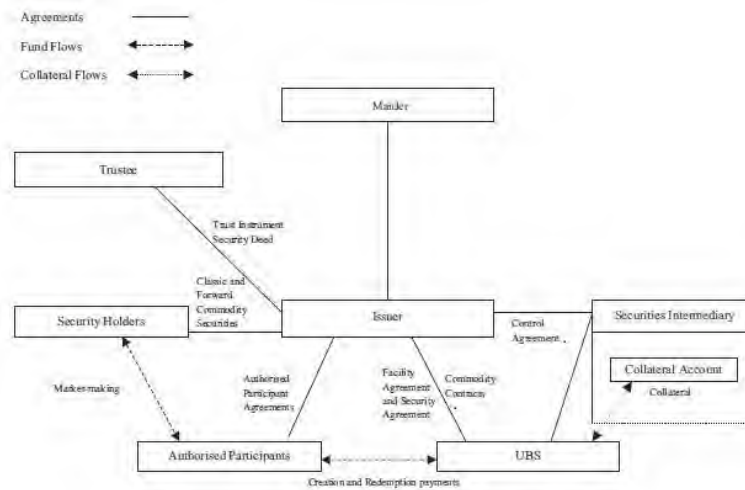 Agreements
Fund Flows
Collateral Flows
Trustee
Trust Instrument
Security Deed
Classic and
Forward
Commodity
Securities
Security Holders
Issuer
Control
Agreement
Securities Intermediary
Collateral Account
Collateral
Market-making
Authorised
Participant
Agreements
Facility
Agreement
and Security
Agreement
Commodity
Contracts
Authorised Participants
UBS
Creation and Redemption payments